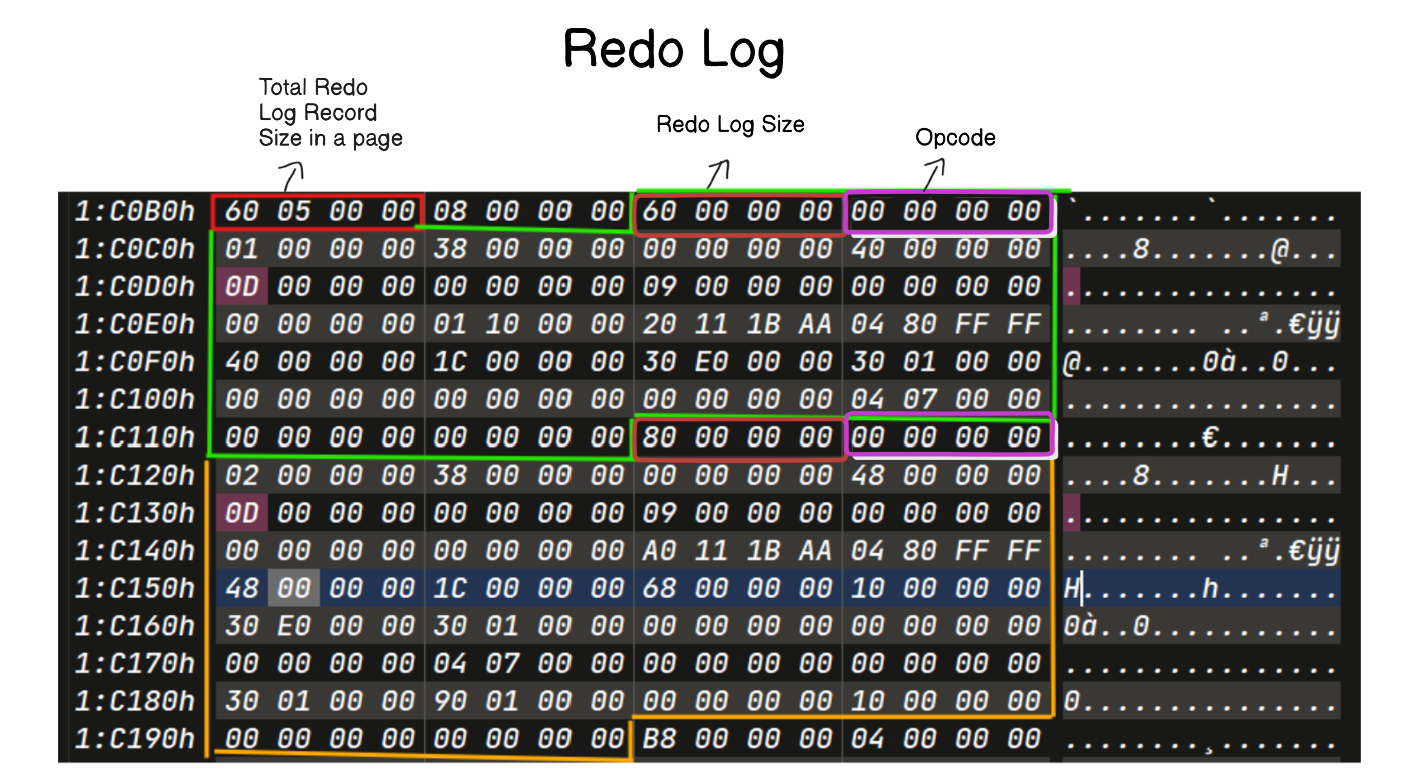 Redo Log
Total Redo
Log Record
Size in a page
Redo Log Size
Opcode
1:C0B0h 60 05 00 00 08 00 00 00 60 00 00 00 00 00 00 00 `.......`.......
1:C0C0h 01 00 00 00 38 00 00 00 00 00 00 00 40 00 00 00 ....8.......@...
1:C0D0h 0D 00 00 00 00 00 00 00 09 00 00 00 00 00 00 00 ................
1:C0E0h 00 00 00 00 01 10 00 00 20 11 1B AA 04 80 FF FF ........ ..ª.€ÿÿ
1:C0F0h 40 00 00 00 1C 00 00 00 30 E0 00 00 30 01 00 00 @.......0à..0...
1:C100h 00 00 00 00 00 00 00 00 00 00 00 00 04 07 00 00 ................
1:C110h 00 00 00 00 00 00 00 00 80 00 00 00 00 00 00 00 ........€.......
1:C120h 02 00 00 00 38 00 00 00 00 00 00 00 48 00 00 00 ....8.......H...
1:C130h 0D 00 00 00 00 00 00 00 09 00 00 00 00 00 00 00 ................
1:C140h 00 00 00 00 00 00 00 00 A0 11 1B AA 04 80 FF FF ........ ..ª.€ÿÿ
1:C150h 48 00 00 00 1C 00 00 00 68 00 00 00 10 00 00 00 H.......h.......
1:C160h 30 E0 00 00 30 01 00 00 00 00 00 00 00 00 00 00 0à..0...........
1:C170h 00 00 00 00 04 07 00 00 00 00 00 00 00 00 00 00 ................
1:C180h 30 01 00 00 90 01 00 00 00 00 00 00 10 00 00 00 0...............
1:C190h 00 00 00 00 00 00 00 00 B8 00 00 00 04 00 00 00 ........¸.......